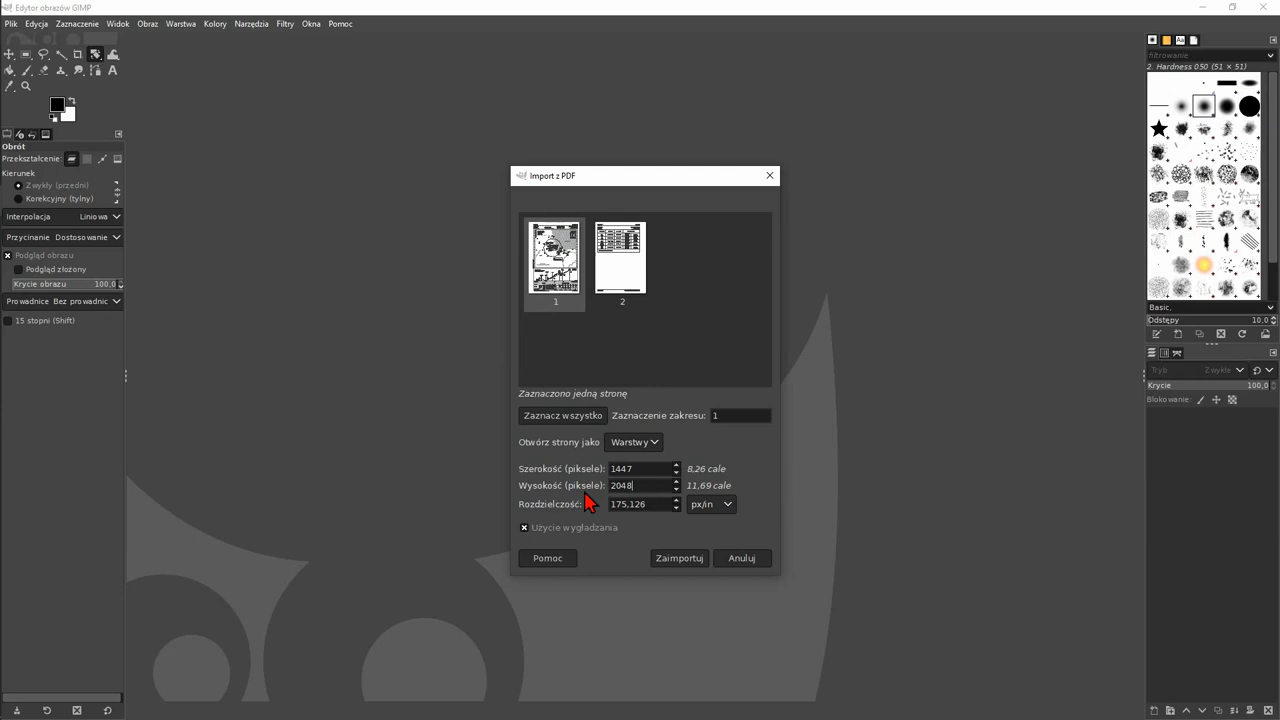 Edytor obrazów GIMP
Plik Edycja Zaznaczenie Widok Obraz Warstwa Kolory Narzędzia Filtry Okna Pomoc
Obrót
Przekształcenie:
Kierunek
Zwykły (przedni)
Korekcyjny (tylny)
Interpolacja Liniowa
Przycinanie Dostosowanie
Podgląd obrazu
Podgląd złożony
Krycie obrazu 100,0
Prowadnice Bez prowadnic
15 stopni (Shift)
Import z PDF
1 2
Zaznaczono jedną stronę
Zaznacz wszystko Zaznaczenie zakresu: 1
Otwórz strony jako Warstwy
Szerokość (piksele): 1447 8,26 cale
Wysokość (piksele): 2048 11,69 cale
Rozdzielczość: 175,126 px/in
Użycie wygładzania
Pomoc Zaimportuj Anuluj
filtrowanie
2. Hardness 050 (51 × 51)
Basic,
Odstępy 10,0
Tryb Zwykłe
Krycie 100,0
Blokowanie: